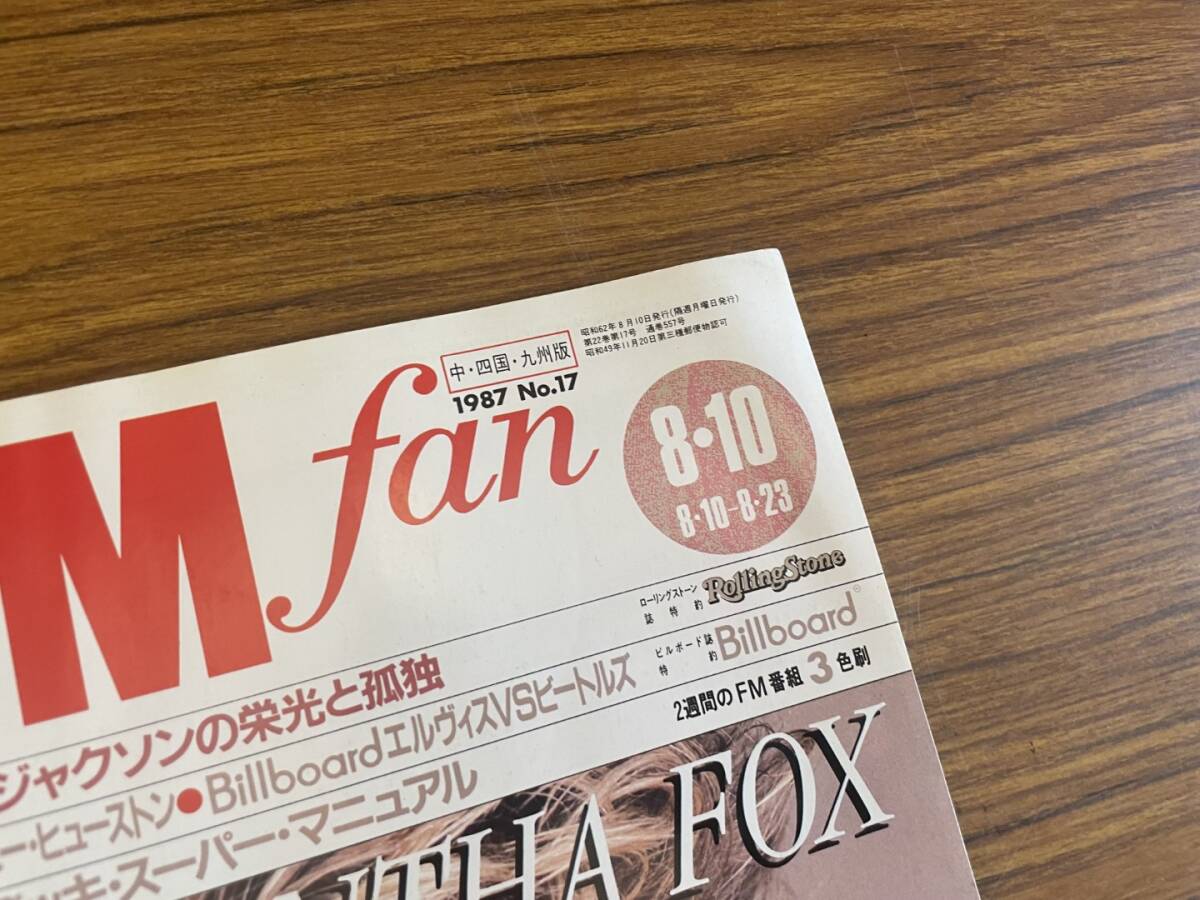 昭和62年8月10日発行(隔週月曜日発行)
第22巻第17号 通巻557号
昭和49年11月20日第三種郵便物認可
中・四国・九州版
1987 No.17
M fan
8・10
8・10-8・23
ローリングストーン誌特約 RollingStone
ビルボード誌特約 Billboard®
2週間のFM番組3色刷
ジャクソンの栄光と孤独
ー・ヒューストン●BillboardエルヴィスVSビートルズ
ッキ・スーパー・マニュアル
NTHA FOX